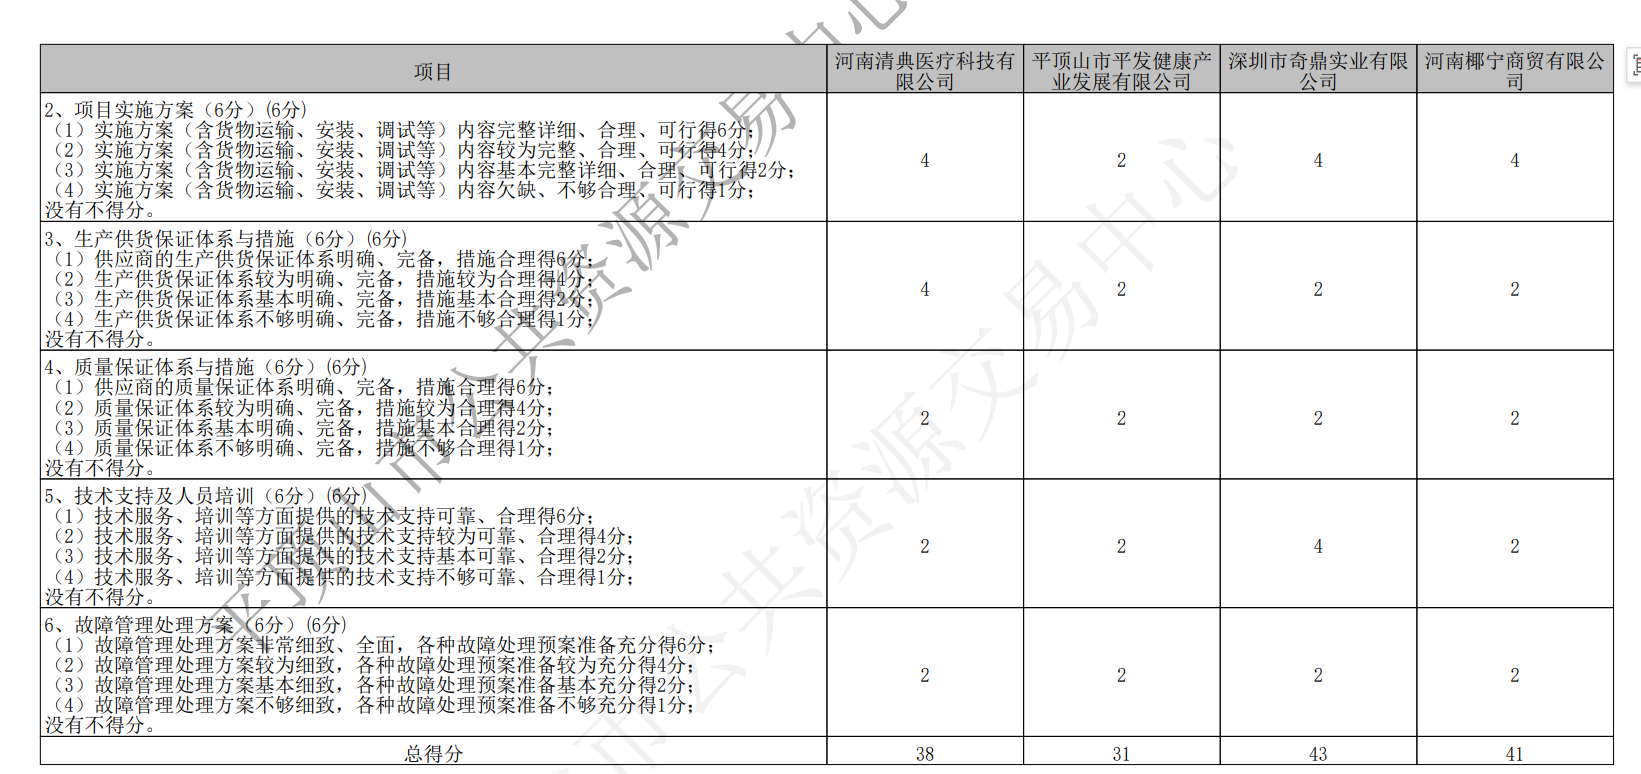 项目
河南清典医疗科技有
限公司
平顶山市平发健康产
业发展有限公司
深圳市奇鼎实业有限
公司
河南椰宁商贸有限公
司
2、项目实施方案（6分）(6分)
（1）实施方案（含货物运输、安装、调试等）内容完整详细、合理、可行得6分；
（2）实施方案（含货物运输、安装、调试等）内容较为完整、合理、可行得4分；
（3）实施方案（含货物运输、安装、调试等）内容基本完整详细、合理、可行得2分；
（4）实施方案（含货物运输、安装、调试等）内容欠缺、不够合理、可行得1分；
没有不得分。
4
2
4
4
3、生产供货保证体系与措施（6分）(6分)
（1）供应商的生产供货保证体系明确、完备，措施合理得6分；
（2）生产供货保证体系较为明确、完备，措施较为合理得4分；
（3）生产供货保证体系基本明确、完备，措施基本合理得2分；
（4）生产供货保证体系不够明确、完备，措施不够合理得1分；
没有不得分。
4
2
2
2
4、质量保证体系与措施（6分）(6分)
（1）供应商的质量保证体系明确、完备，措施合理得6分；
（2）质量保证体系较为明确、完备，措施较为合理得4分；
（3）质量保证体系基本明确、完备，措施基本合理得2分；
（4）质量保证体系不够明确、完备，措施不够合理得1分；
没有不得分。
2
2
2
2
5、技术支持及人员培训（6分）(6分)
（1）技术服务、培训等方面提供的技术支持可靠、合理得6分；
（2）技术服务、培训等方面提供的技术支持较为可靠、合理得4分；
（3）技术服务、培训等方面提供的技术支持基本可靠、合理得2分；
（4）技术服务、培训等方面提供的技术支持不够可靠、合理得1分；
没有不得分。
2
2
4
2
6、故障管理处理方案（6分）(6分)
（1）故障管理处理方案非常细致、全面，各种故障处理预案准备充分得6分；
（2）故障管理处理方案较为细致，各种故障处理预案准备较为充分得4分；
（3）故障管理处理方案基本细致，各种故障处理预案准备基本充分得2分；
（4）故障管理处理方案不够细致，各种故障处理预案准备不够充分得1分；
没有不得分。
2
2
2
2
总得分
38
31
43
41
平顶山市公共资源交易中心
市公共资源交易中心